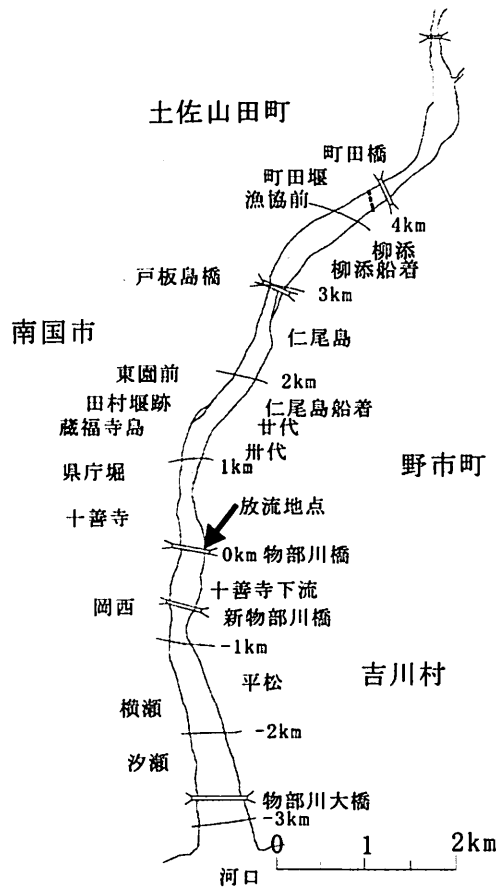 土佐山田町
町田橋
町田堰
漁協前
4km
柳添
柳添船着
戸板島橋
3km
南国市
仁尾島
東園前
2km
田村堰跡
仁尾島船着
蔵福寺島
廿代
卅代
県庁堀
1km
野市町
十善寺
放流地点
0km 物部川橋
十善寺下流
岡西
新物部川橋
-1km
吉川村
平松
横瀬
-2km
汐瀬
物部川大橋
-3km
0 1 2km
河口